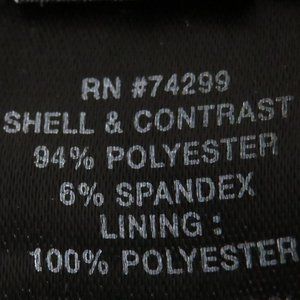 RN #74299
SHELL & CONTRAST
94% POLYESTER
6% SPANDEX
LINING :
100% POLYESTER